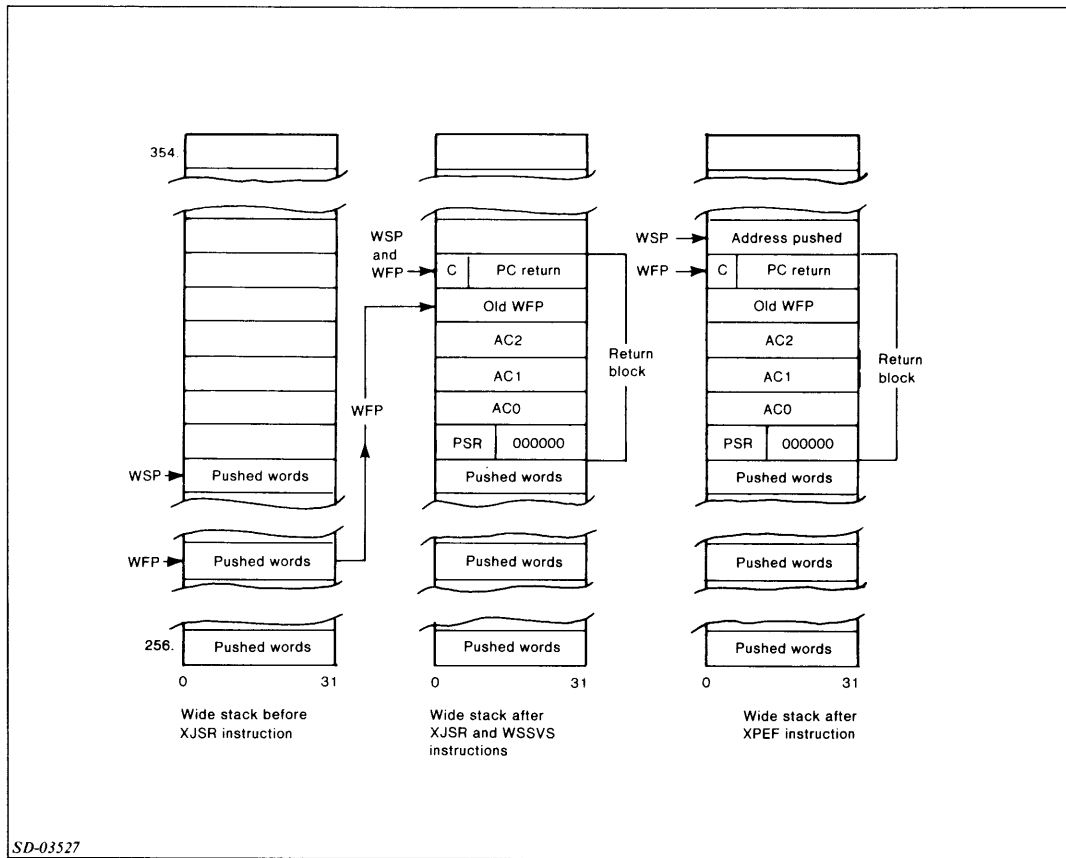 354.
WSP
and
WFP
C PC return
Old WFP
AC2
AC1
AC0
PSR 000000
Pushed words
Return
block
WSP
Address pushed
WFP
C PC return
Old WFP
AC2
AC1
AC0
PSR 000000
Pushed words
Return
block
WFP
WSP
Pushed words
WFP
Pushed words
Pushed words
Pushed words
256.
Pushed words
Pushed words
Pushed words
0 31
0 31
0 31
Wide stack before
XJSR instruction
Wide stack after
XJSR and WSSVS
instructions
Wide stack after
XPEF instruction
SD-03527